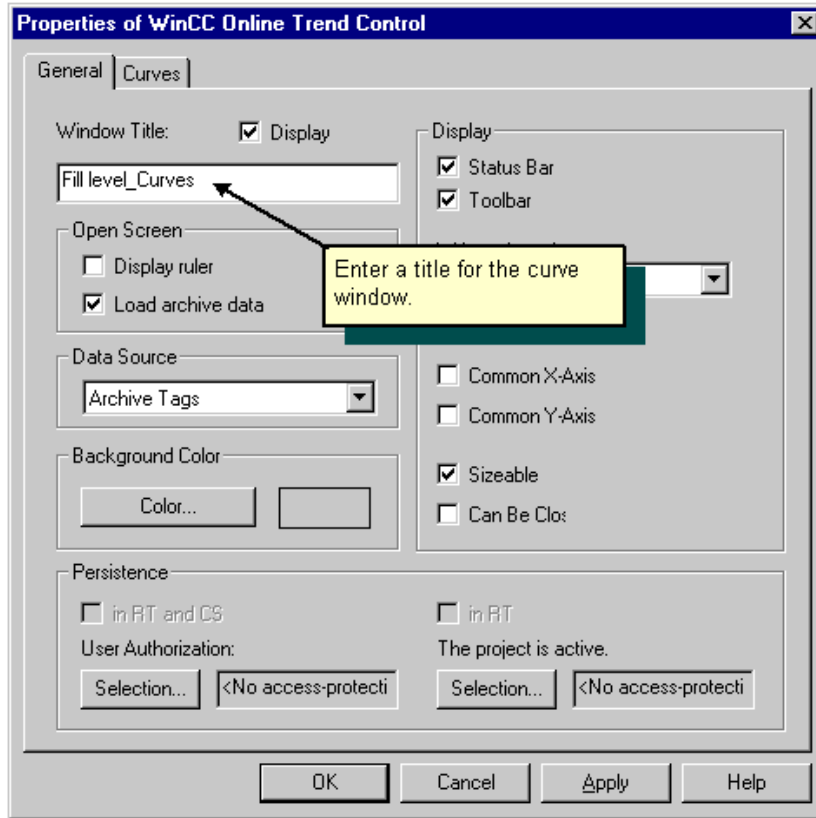 Properties of WinCC Online Trend Control
General
Curves
Window Title:
Display
Fill level_Curves
Open Screen
Display ruler
Load archive data
Data Source
Archive Tags
Background Color
Color...
Display
Status Bar
Toolbar
Enter a title for the curve
window.
Common X-Axis
Common Y-Axis
Sizeable
Can Be Clos
Persistence
in RT and CS
in RT
User Authorization:
The project is active.
Selection...
<No access-protecti
Selection...
<No access-protecti
OK
Cancel
Apply
Help